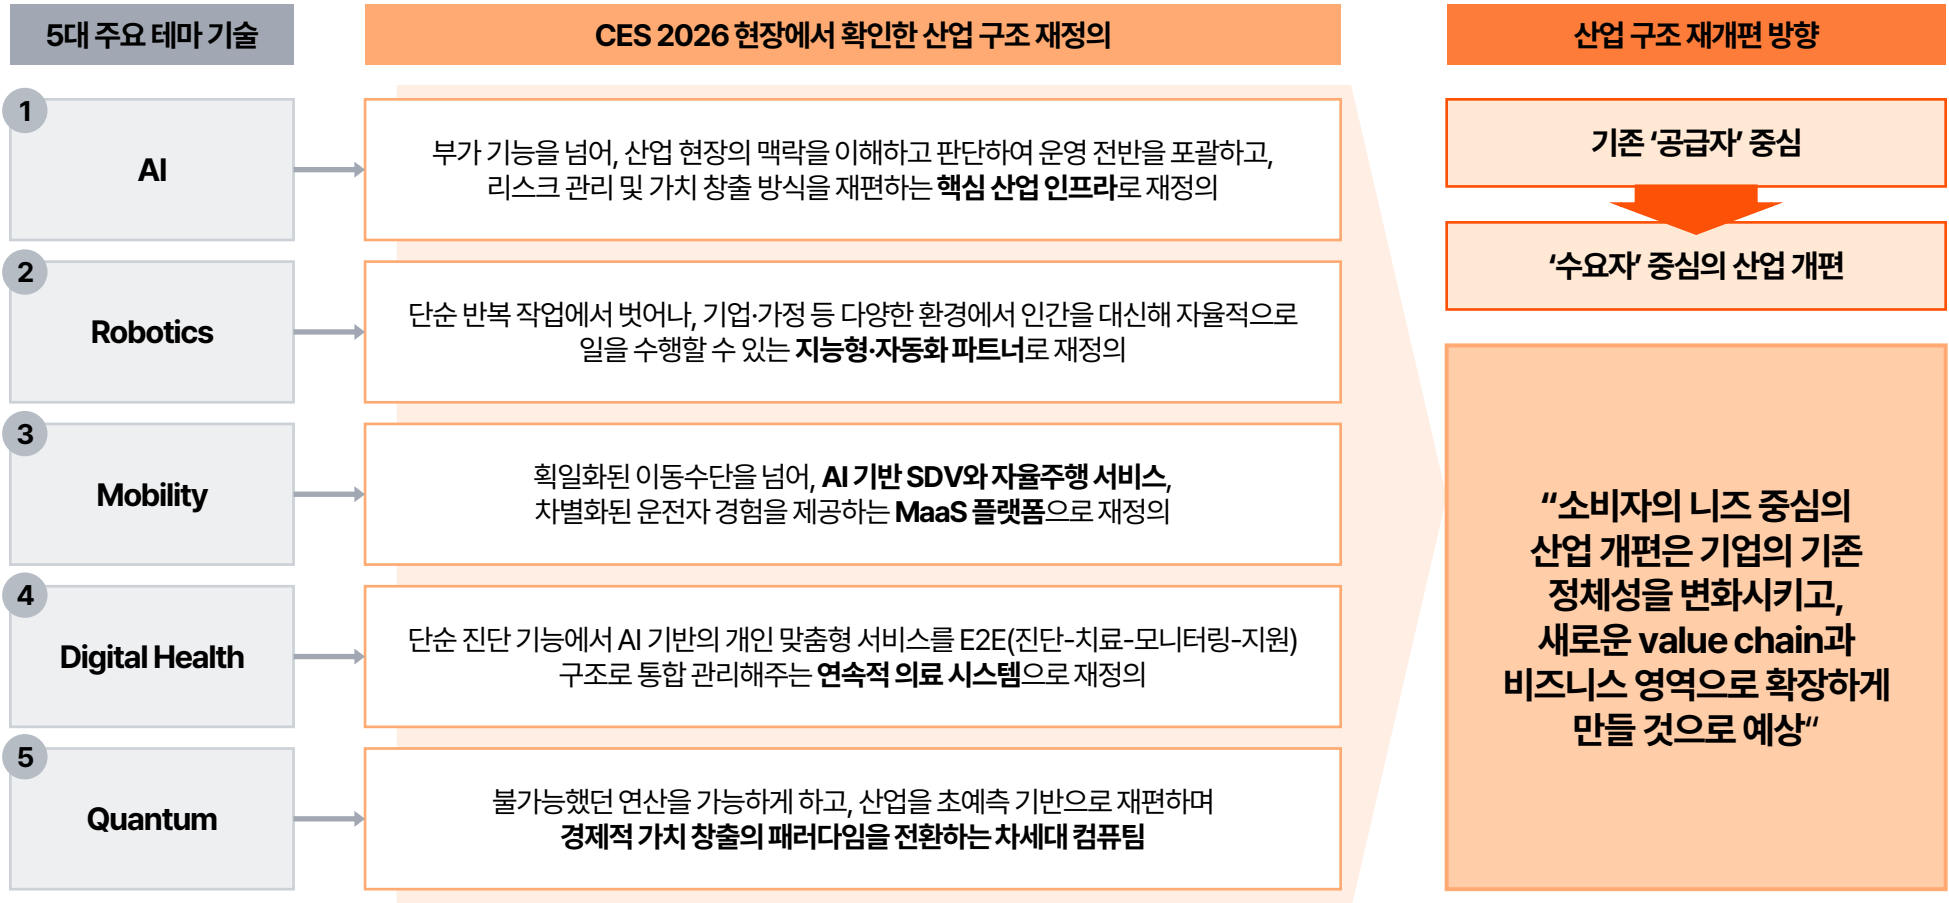 5대 주요 테마 기술
CES 2026 현장에서 확인한 산업 구조 재정의
산업 구조 재개편 방향
1
AI
부가 기능을 넘어, 산업 현장의 맥락을 이해하고 판단하여 운영 전반을 포괄하고,
리스크 관리 및 가치 창출 방식을 재편하는 핵심 산업 인프라로 재정의
2
Robotics
단순 반복 작업에서 벗어나, 기업·가정 등 다양한 환경에서 인간을 대신해 자율적으로
일을 수행할 수 있는 지능형·자동화 파트너로 재정의
3
Mobility
획일화된 이동수단을 넘어, AI 기반 SDV와 자율주행 서비스,
차별화된 운전자 경험을 제공하는 MaaS 플랫폼으로 재정의
4
Digital Health
단순 진단 기능에서 AI 기반의 개인 맞춤형 서비스를 E2E(진단-치료-모니터링-지원)
구조로 통합 관리해주는 연속적 의료 시스템으로 재정의
5
Quantum
불가능했던 연산을 가능하게 하고, 산업을 초예측 기반으로 재편하며
경제적 가치 창출의 패러다임을 전환하는 차세대 컴퓨팅
기존 ‘공급자’ 중심
‘수요자’ 중심의 산업 개편
“소비자의 니즈 중심의
산업 개편은 기업의 기존
정체성을 변화시키고,
새로운 value chain과
비즈니스 영역으로 확장하게
만들 것으로 예상“